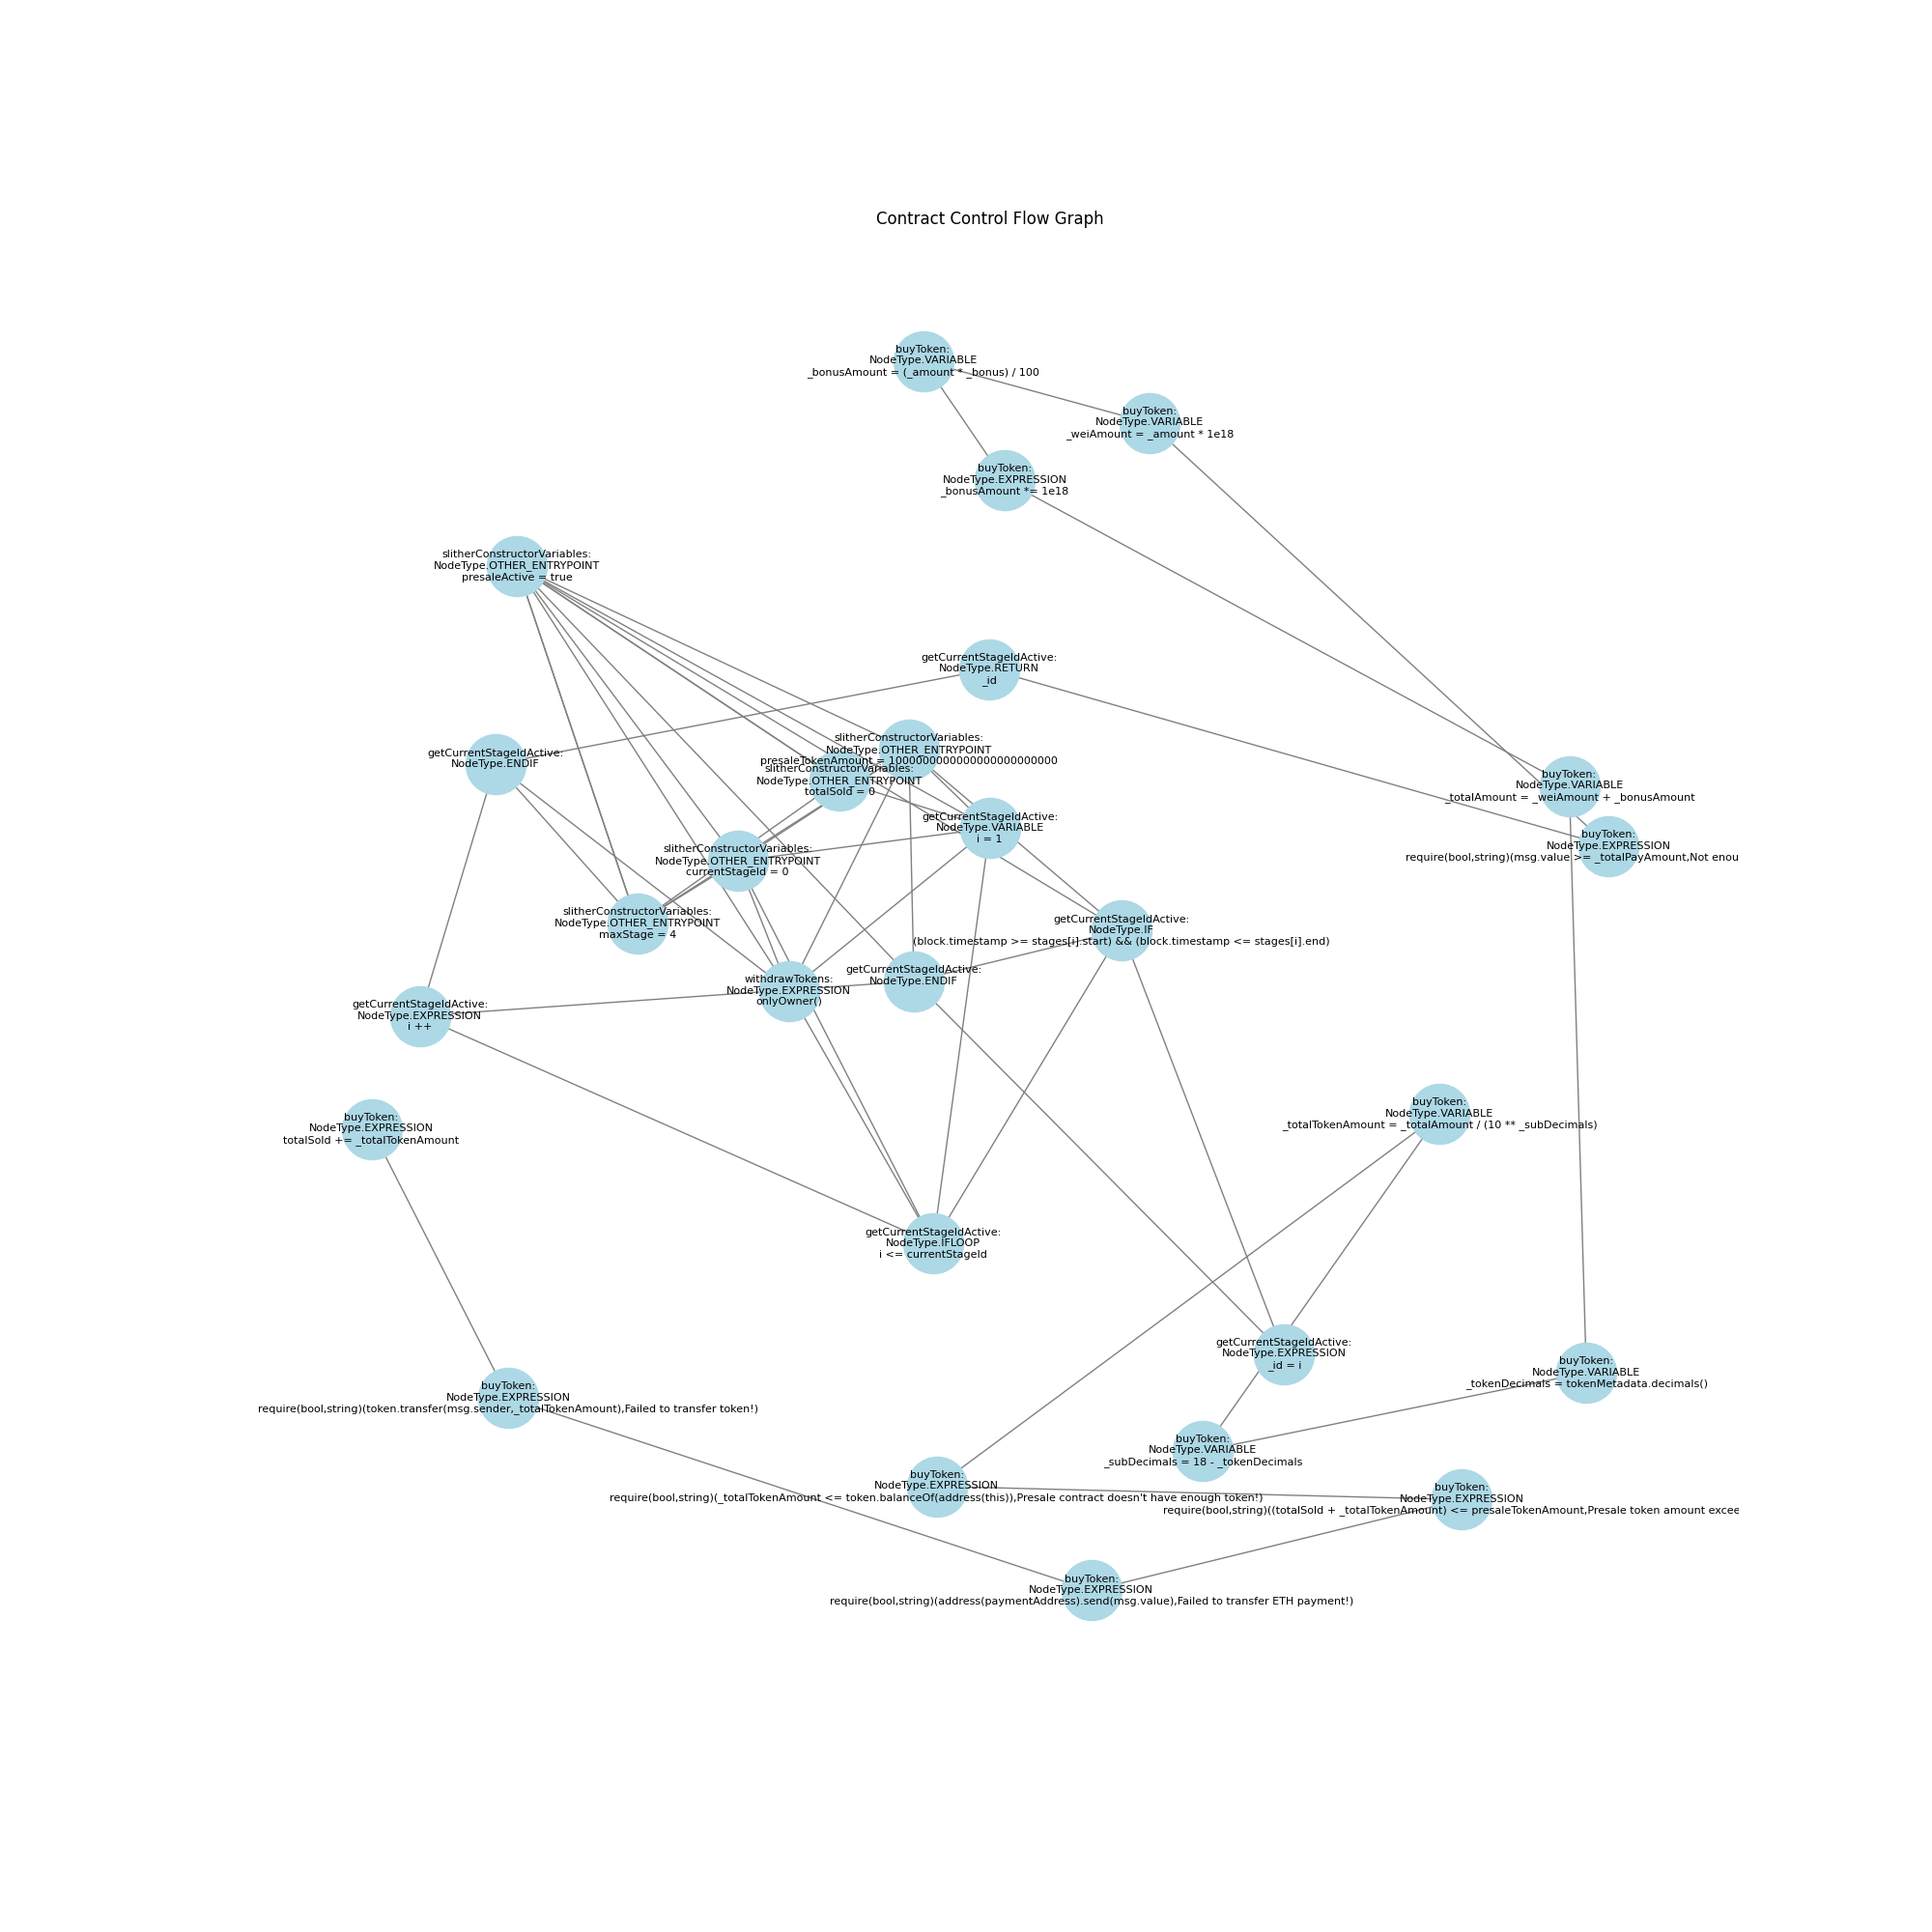 Contract Control Flow Graph
buyToken:
NodeType.VARIABLE
_bonusAmount = (_amount * _bonus) / 100
buyToken:
NodeType.VARIABLE
_weiAmount = _amount * 1e18
buyToken:
NodeType.EXPRESSION
_bonusAmount *= 1e18
slitherConstructorVariables:
NodeType.OTHER_ENTRYPOINT
presaleActive = true
getCurrentStageIdActive:
NodeType.RETURN
_id
slitherConstructorVariables:
NodeType.OTHER_ENTRYPOINT
getCurrentStageIdActive:
NodeType.ENDIF
slitherConstructorVariables:
NodeType.OTHER_ENTRYPOINT
totalSold = 0
buyToken:
NodeType.VARIABLE
_totalAmount = _weiAmount + _bonusAmount
getCurrentStageIdActive:
NodeType.VARIABLE
i = 1
buyToken:
NodeType.EXPRESSION
require(bool,string)(msg.value >= _totalPayAmount,Not enou
slitherConstructorVariables:
NodeType.OTHER_ENTRYPOINT
currentStageId = 0
slitherConstructorVariables:
NodeType.OTHER_ENTRYPOINT
maxStage = 4
getCurrentStageIdActive:
NodeType.IF
(block.timestamp >= stages[i].start) && (block.timestamp <= stages[i].end)
getCurrentStageIdActive:
NodeType.ENDIF
withdrawTokens:
NodeType.EXPRESSION
onlyOwner()
getCurrentStageIdActive:
NodeType.EXPRESSION
i ++
buyToken:
NodeType.VARIABLE
_totalTokenAmount = _totalAmount / (10 ** _subDecimals)
buyToken:
NodeType.EXPRESSION
totalSold += _totalTokenAmount
getCurrentStageIdActive:
NodeType.IFLOOP
i <= currentStageId
getCurrentStageIdActive:
NodeType.EXPRESSION
_id = i
buyToken:
NodeType.VARIABLE
_tokenDecimals = tokenMetadata.decimals()
buyToken:
NodeType.EXPRESSION
require(bool,string)(token.transfer(msg.sender,_totalTokenAmount),Failed to transfer token!)
buyToken:
NodeType.VARIABLE
_subDecimals = 18 - _tokenDecimals
buyToken:
NodeType.EXPRESSION
require(bool,string)(_totalTokenAmount <= token.balanceOf(address(this)),Presale contract doesn't have enough token!)
buyToken:
NodeType.EXPRESSION
require(bool,string)((totalSold + _totalTokenAmount) <= presaleTokenAmount,Presale token amount excee
buyToken:
NodeType.EXPRESSION
require(bool,string)(address(paymentAddress).send(msg.value),Failed to transfer ETH payment!)